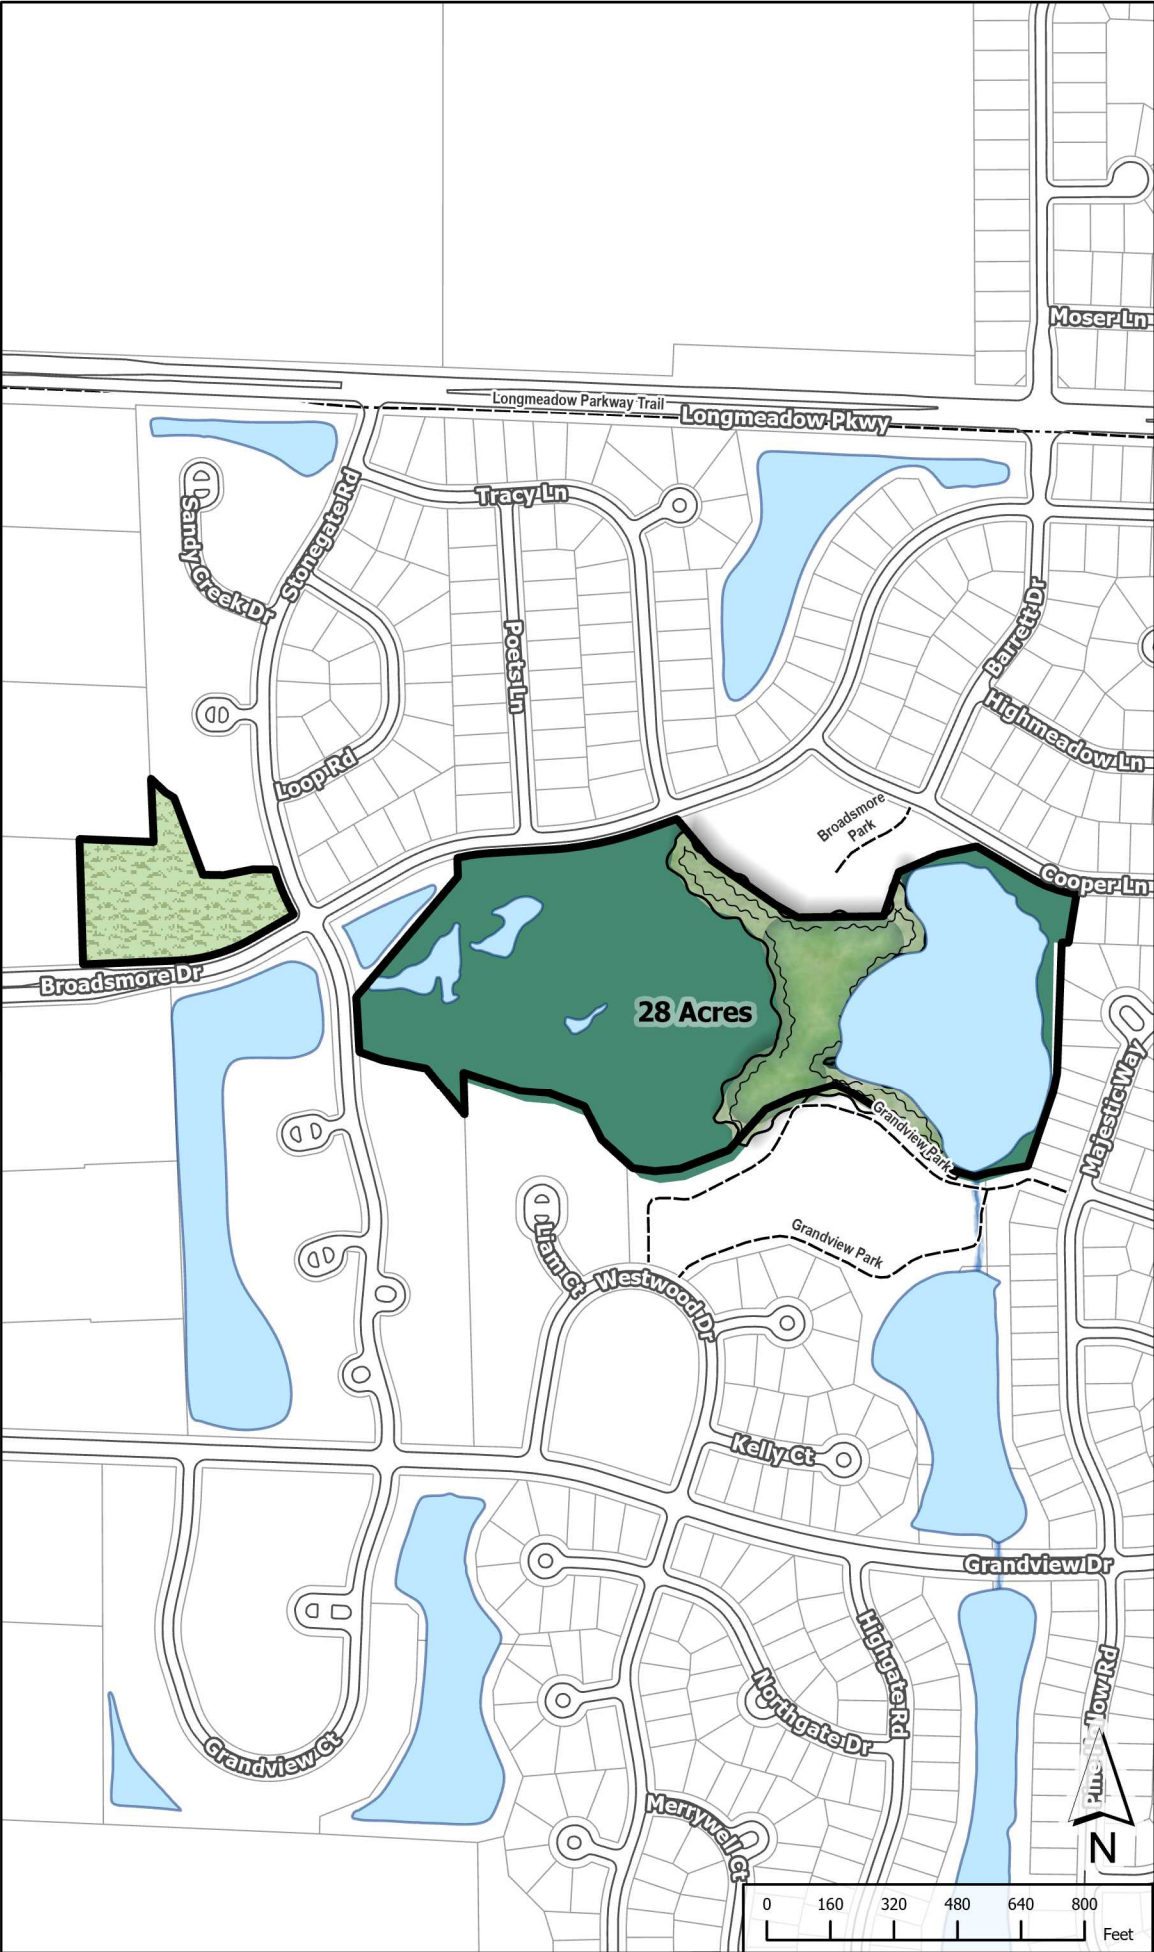 Moser Ln
Longmeadow Parkway Trail
Longmeadow Pkwy
Tracy Ln
Stonegate Rd
Sandy Creek Dr
Poets Ln
Barrett Dr
Highmeadow Ln
Loop Rd
Broadsmore
Park
Cooper Ln
Broadsmore Dr
28 Acres
Majestic Way
Grandview Park
Grandview Park
Liam Ct
Westwood Dr
Kelly Ct
Grandview Dr
Highgate Rd
Northgate Dr
Grandview Ct
Merrywell Ct
N
0 160 320 480 640 800
Feet